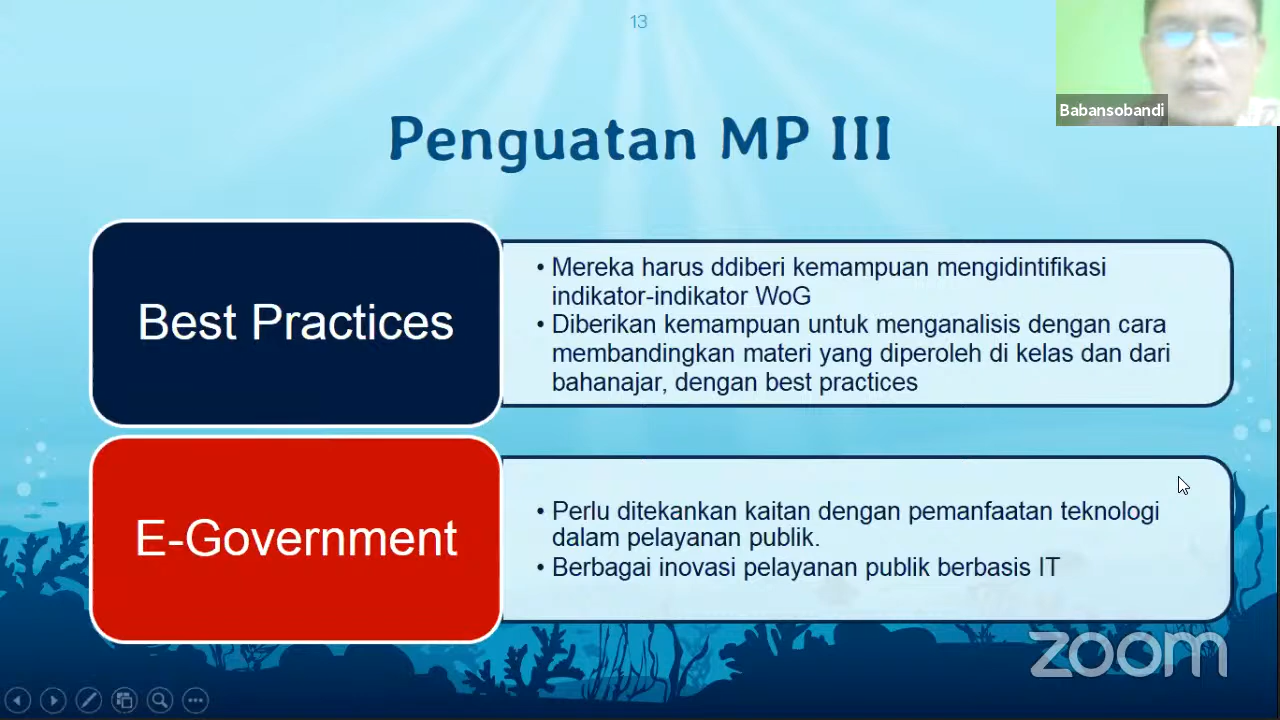 13
Babansobandi
Penguatan MP III
Best Practices
• Mereka harus ddiberi kemampuan mengidintifikasi
indikator-indikator WoG
• Diberikan kemampuan untuk menganalisis dengan cara
membandingkan materi yang diperoleh di kelas dan dari
bahanajar, dengan best practices
E-Government
• Perlu ditekankan kaitan dengan pemanfaatan teknologi
dalam pelayanan publik.
• Berbagai inovasi pelayanan publik berbasis IT
zoom